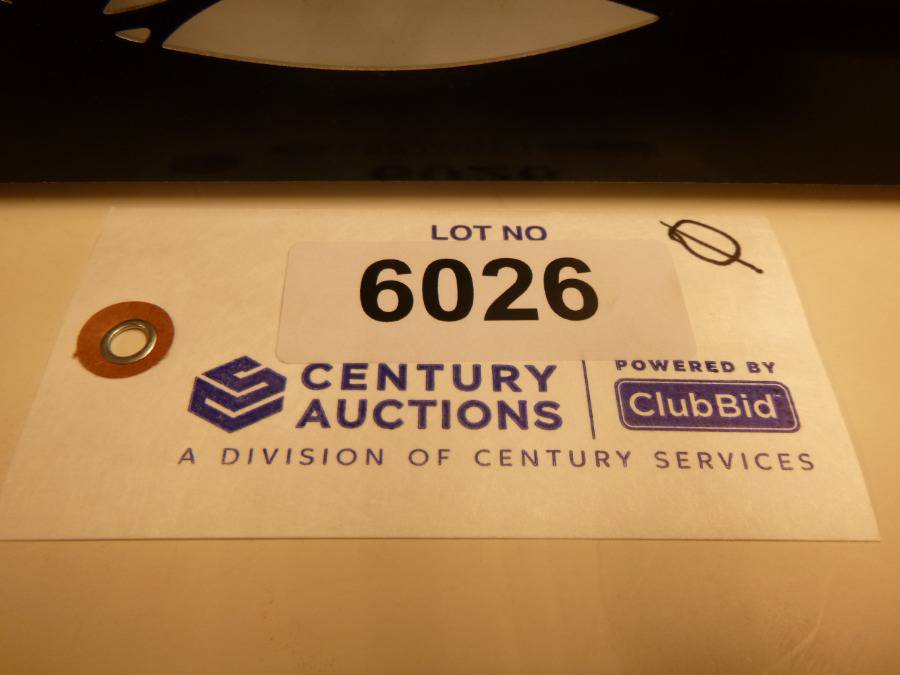 LOT NO
6026
CENTURY
AUCTIONS
POWERED BY
ClubBid
A DIVISION OF CENTURY SERVICES